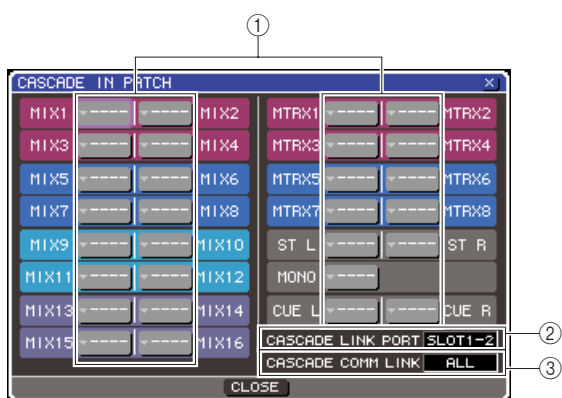 ①
CASCADE IN PATCH ×
MIX1 ---- ---- MIX2 MTRX1 ---- ---- MTRX2
MIX3 ---- ---- MIX4 MTRX3 ---- ---- MTRX4
MIX5 ---- ---- MIX6 MTRX5 ---- ---- MTRX6
MIX7 ---- ---- MIX8 MTRX7 ---- ---- MTRX8
MIX9 ---- ---- MIX10 ST L ---- ---- ST R
MIX11 ---- ---- MIX12 MONO ----
MIX13 ---- ---- MIX14 CUE L ---- ---- CUE R
MIX15 ---- ---- MIX16 CASCADE LINK PORT SLOT1-2 ②
CASCADE COMM LINK ALL ③
CLOSE